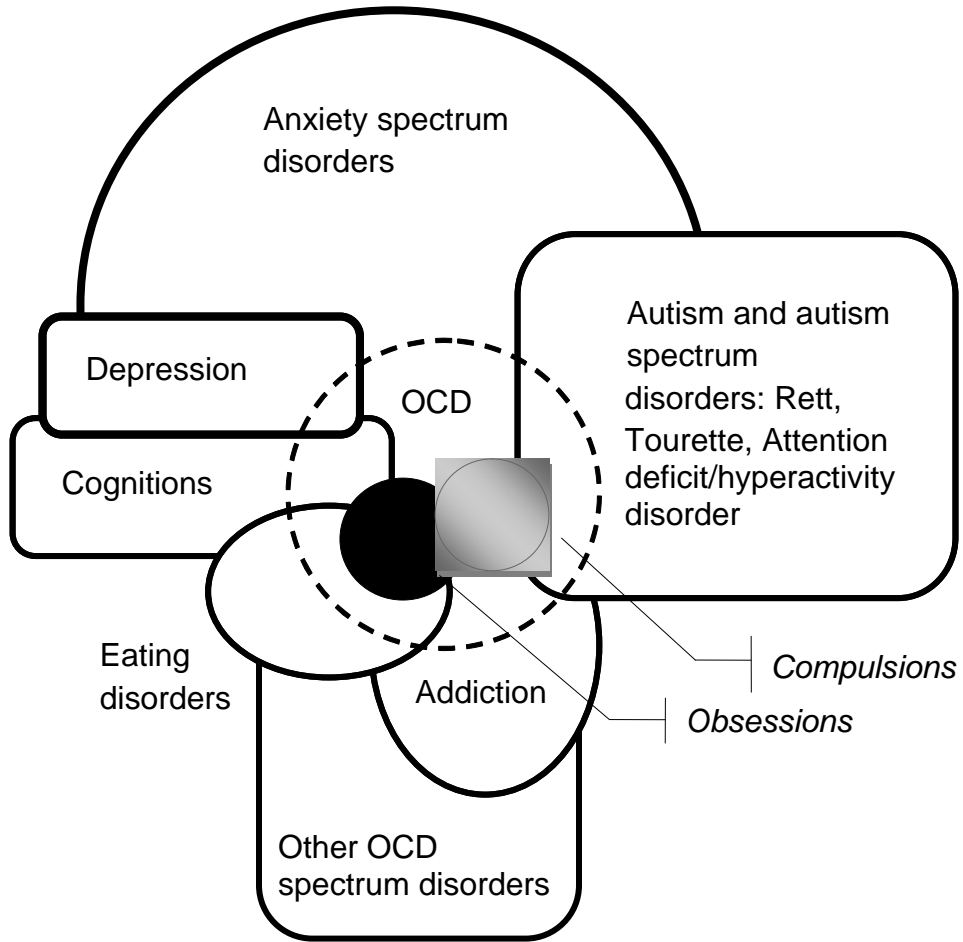 Anxiety spectrum
disorders
Autism and autism
spectrum
disorders: Rett,
Tourette, Attention
deficit/hyperactivity
disorder
Depression
OCD
Cognitions
Eating
disorders
Addiction
Compulsions
Obsessions
Other OCD
spectrum disorders